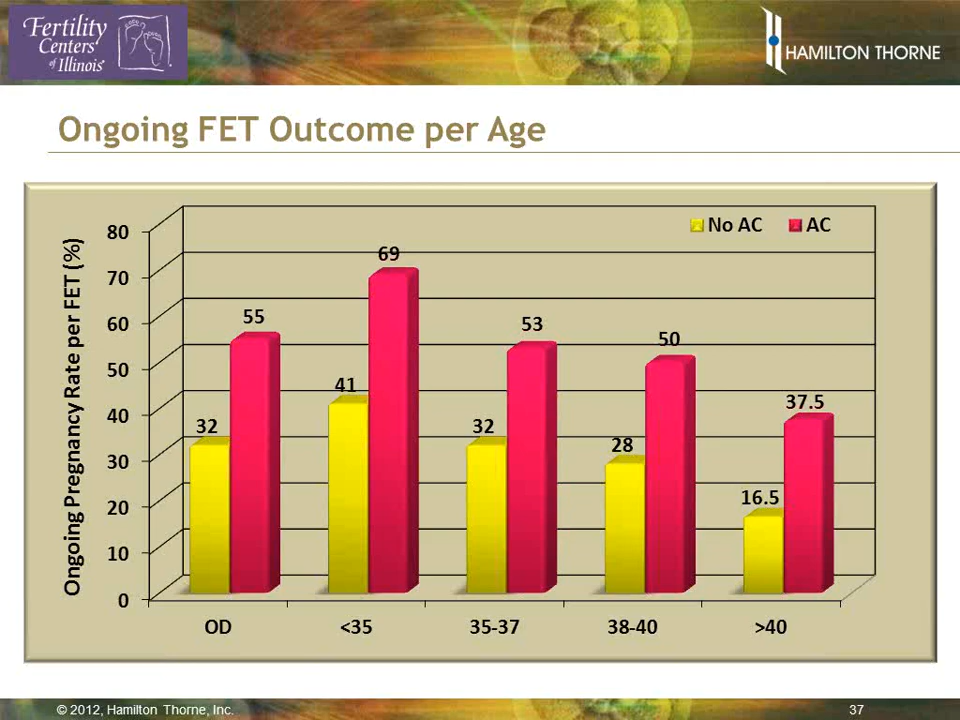 Fertility
Centers
of Illinois
HAMILTON THORNE
Ongoing FET Outcome per Age
Ongoing Pregnancy Rate per FET (%)
No AC AC
80
70
60
50
40
30
20
10
0
32 55
41 69
32 53
28 50
16.5 37.5
OD <35 35-37 38-40 >40
© 2012, Hamilton Thorne, Inc. 37